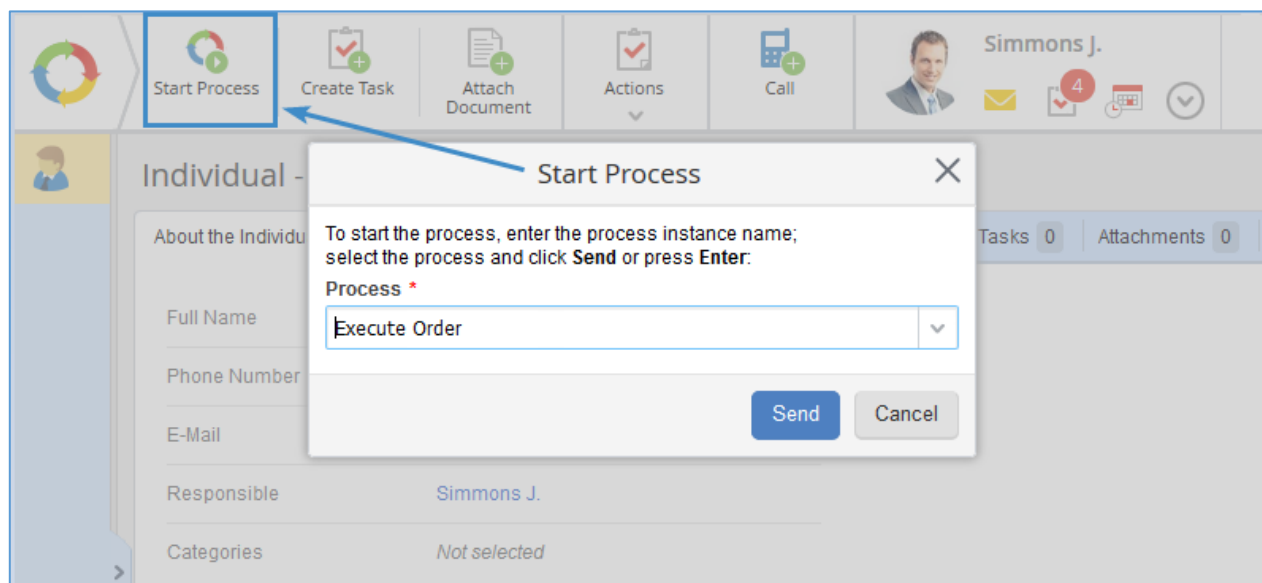 Simmons J.
Start Process
Create Task
Attach
Document
Actions
Call
4
Individual -
Start Process
About the Individu
Tasks 0
Attachments 0
To start the process, enter the process instance name;
select the process and click Send or press Enter:
Process *
Execute Order
Full Name
Phone Number
E-Mail
Send
Cancel
Responsible
Simmons J.
Categories
Not selected